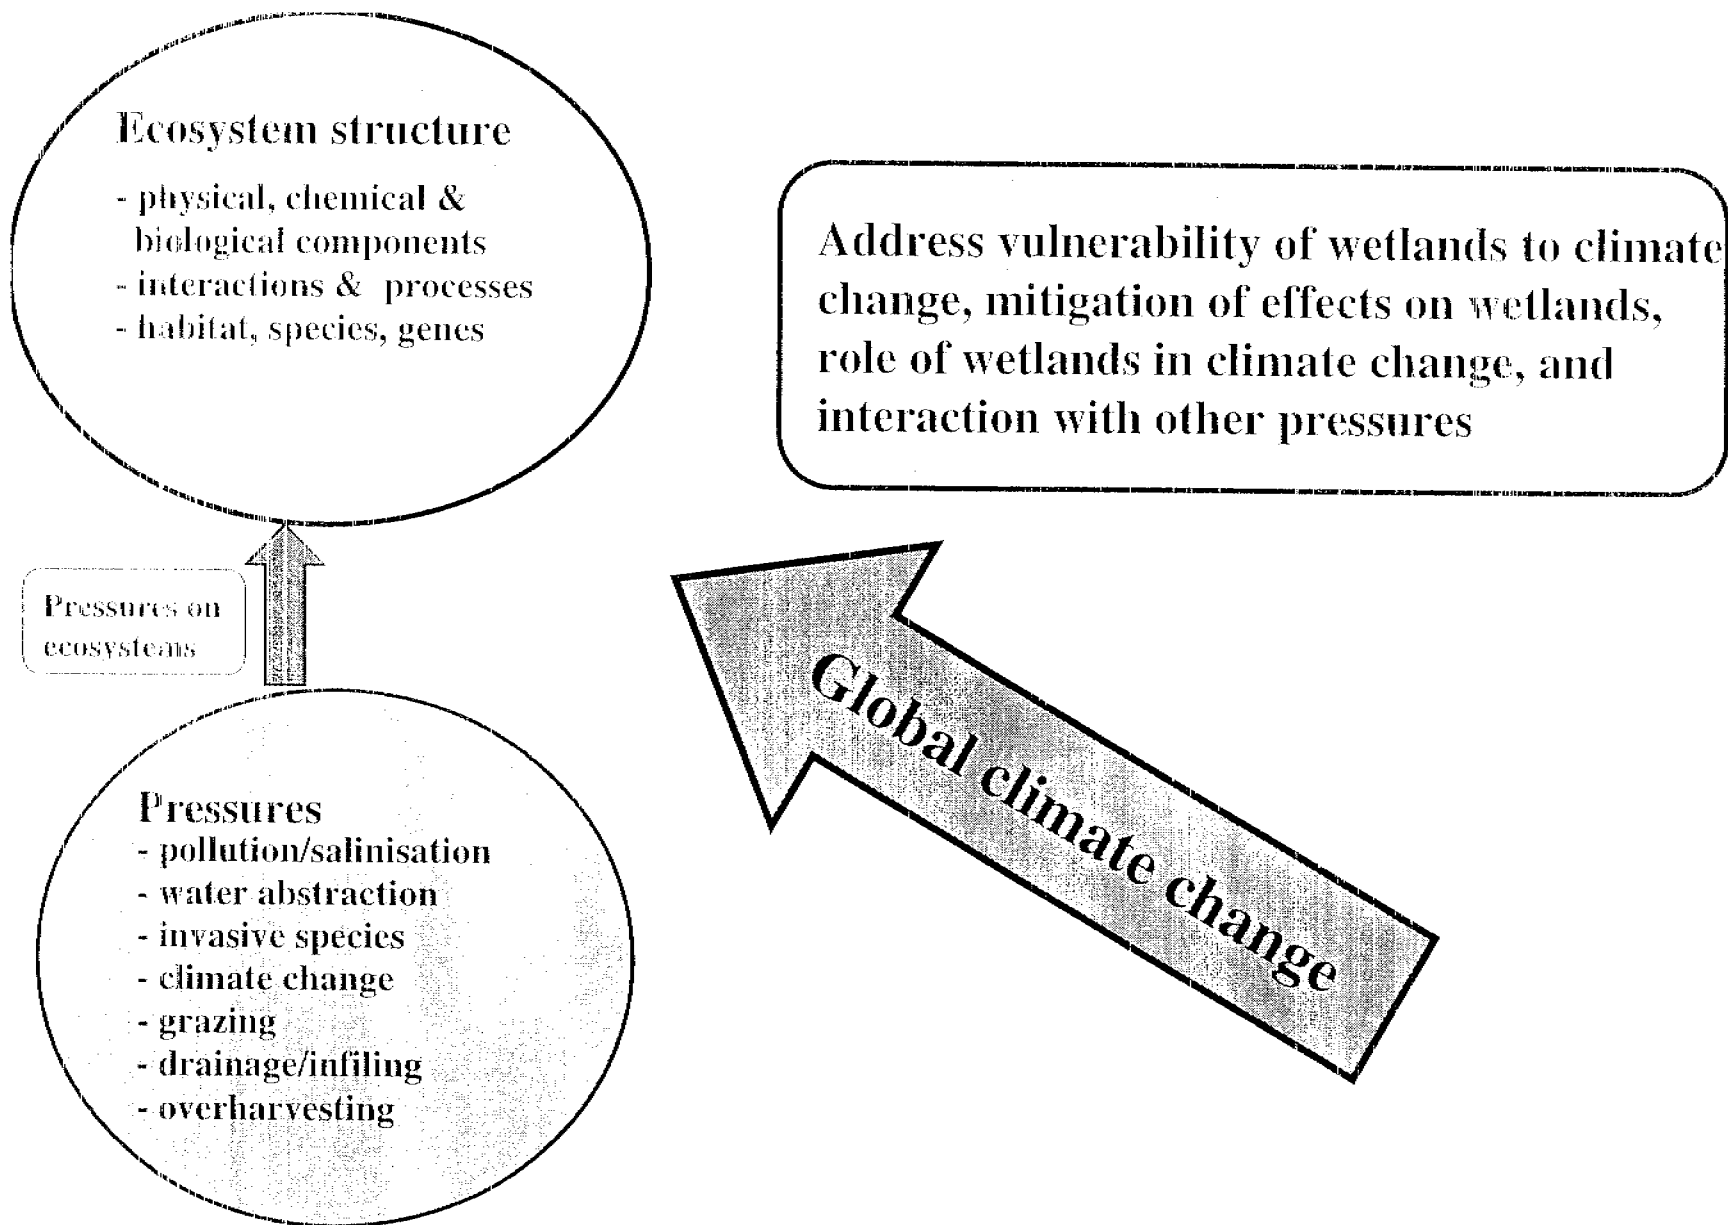 Ecosystem structure
- physical, chemical &
biological components
- interactions & processes
- habitat, species, genes
Address vulnerability of wetlands to climate
change, mitigation of effects on wetlands,
role of wetlands in climate change, and
interaction with other pressures
Pressures on
ecosystems
Global climate change
Pressures
- pollution/salinisation
- water abstraction
- invasive species
- climate change
- grazing
- drainage/infiling
- overharvesting